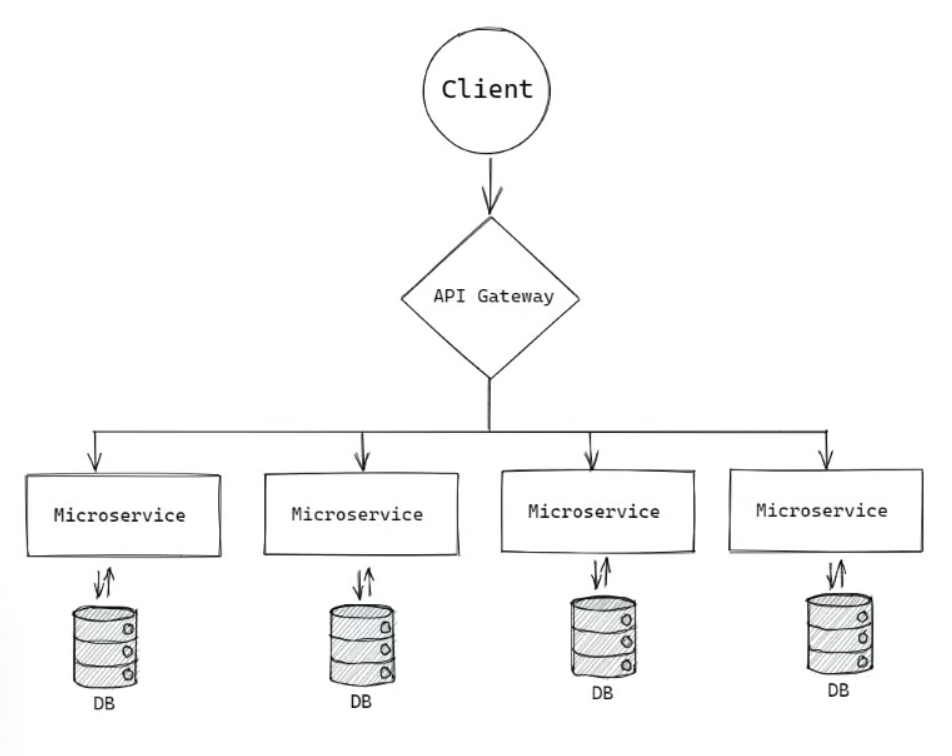 Client
API Gateway
Microservice
Microservice
Microservice
Microservice
DB
DB
DB
DB